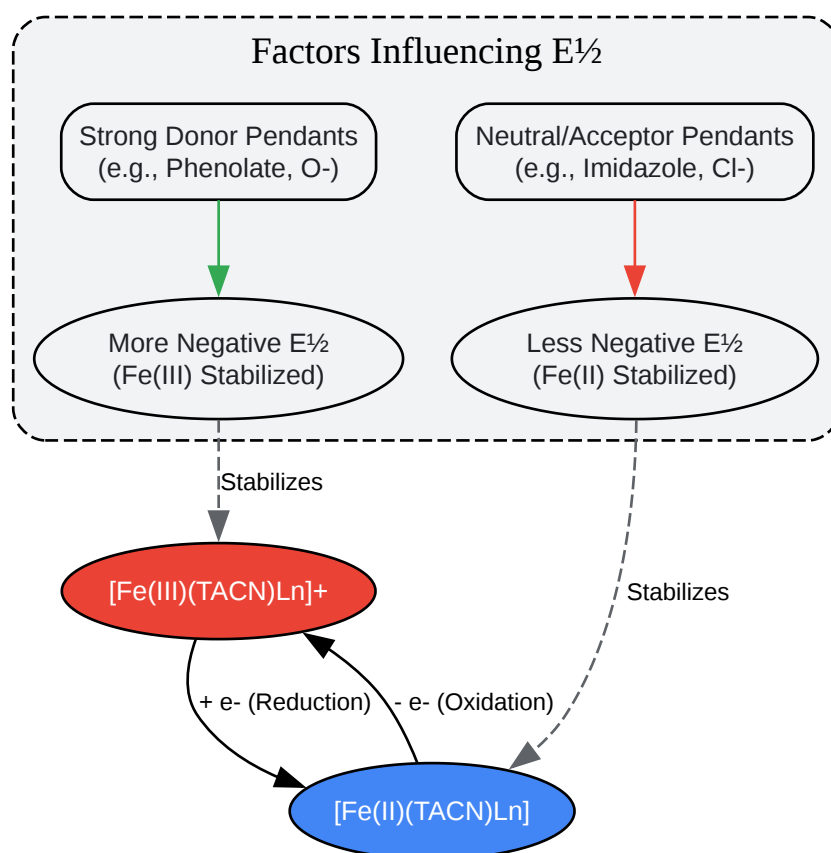 Factors Influencing E½
Strong Donor Pendants
(e.g., Phenolate, O-)
Neutral/Acceptor Pendants
(e.g., Imidazole, Cl-)
More Negative E½
(Fe(III) Stabilized)
Less Negative E½
(Fe(II) Stabilized)
Stabilizes
[Fe(III)(TACN)Ln]+
Stabilizes
+ e- (Reduction)
- e- (Oxidation)
[Fe(II)(TACN)Ln]